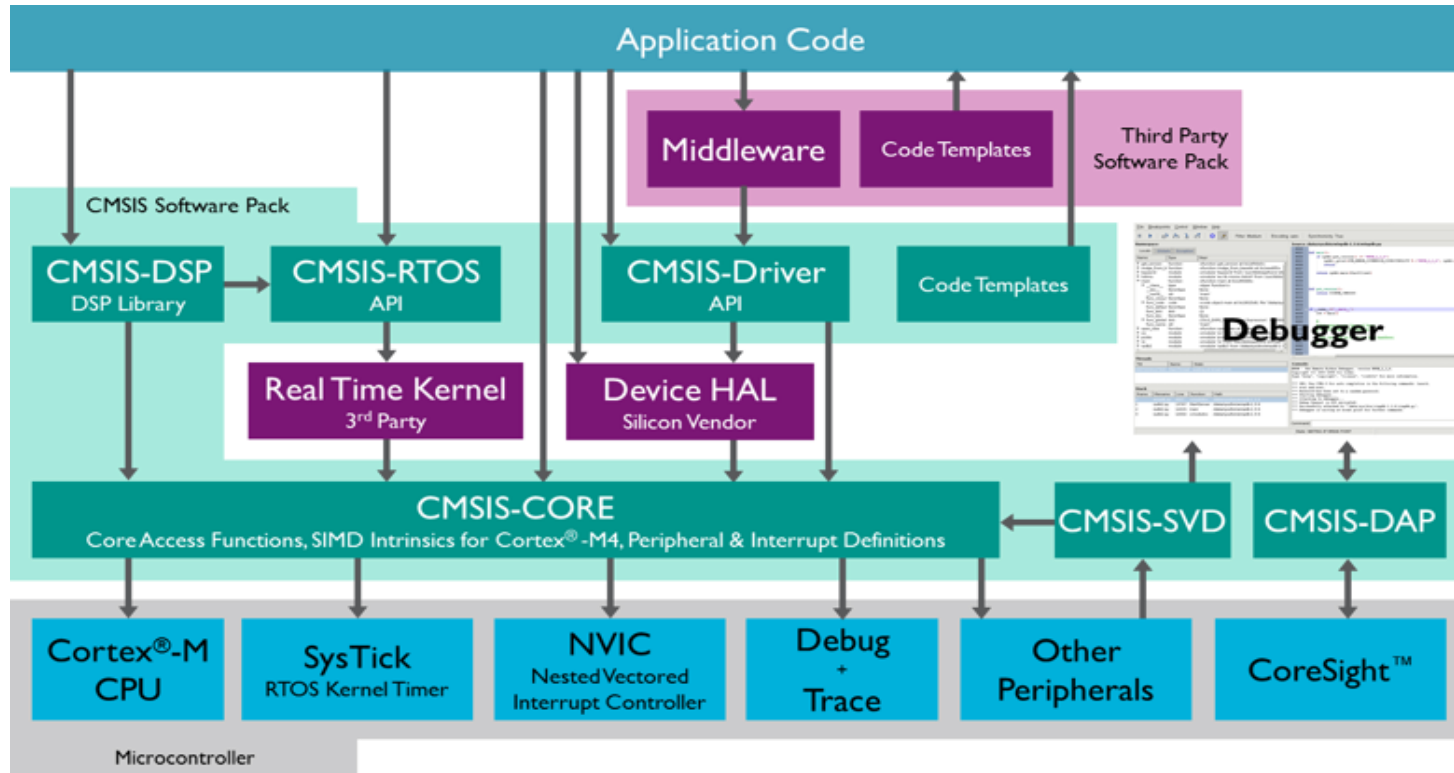 Application Code
Middleware
Code Templates
Third Party
Software Pack
CMSIS Software Pack
CMSIS-DSP
DSP Library
CMSIS-RTOS
API
CMSIS-Driver
API
Code Templates
Debugger
Real Time Kernel
3rd Party
Device HAL
Silicon Vendor
CMSIS-CORE
Core Access Functions, SIMD Intrinsics for Cortex®-M4, Peripheral & Interrupt Definitions
CMSIS-SVD
CMSIS-DAP
Cortex®-M
CPU
SysTick
RTOS Kernel Timer
NVIC
Nested Vectored
Interrupt Controller
Debug
+
Trace
Other
Peripherals
CoreSight™
Microcontroller